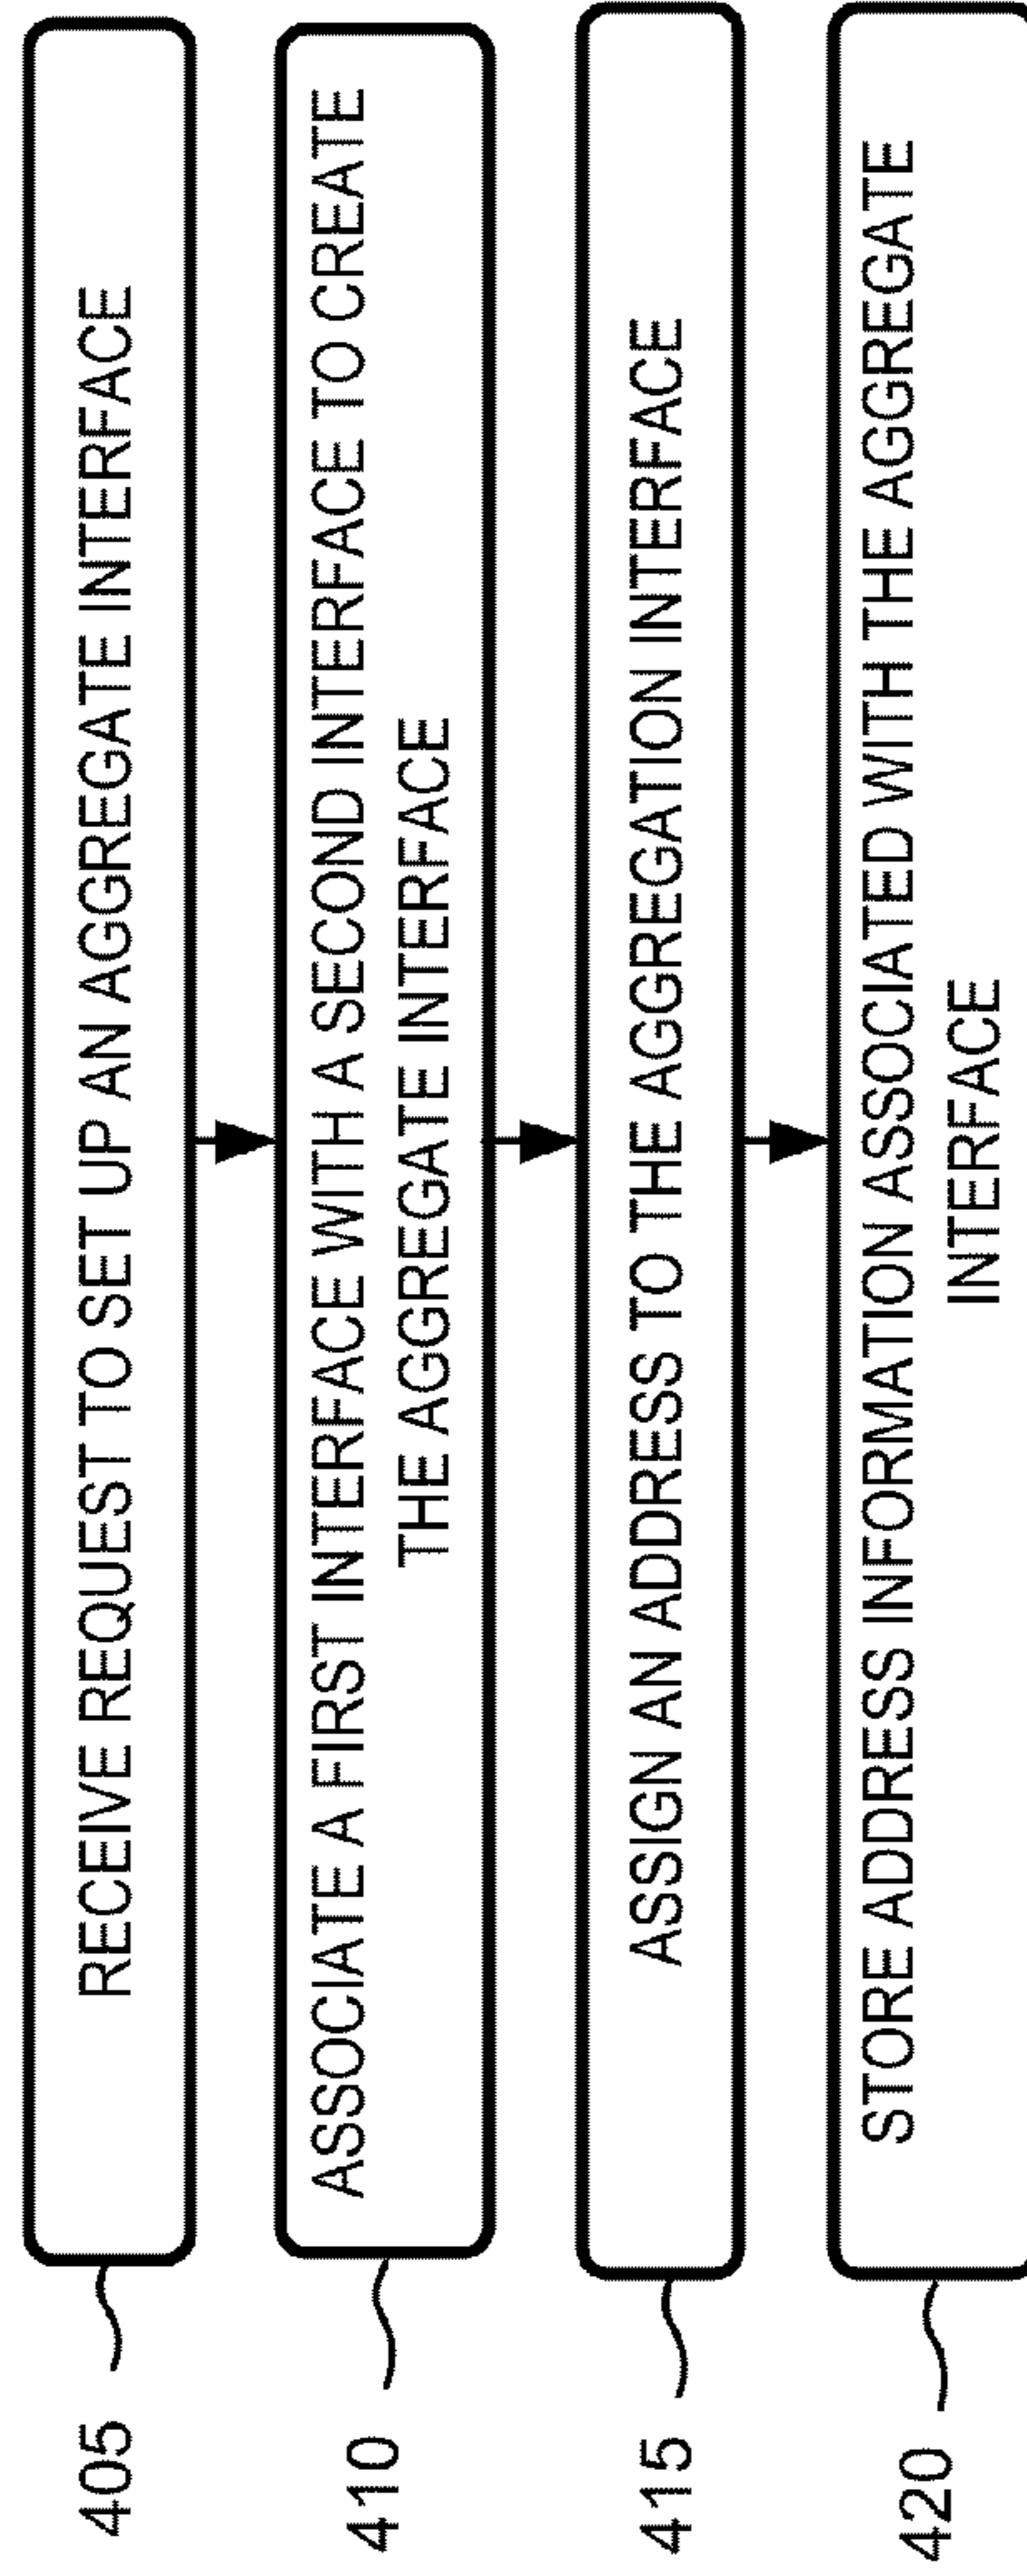 405
RECEIVE REQUEST TO SET UP AN AGGREGATE INTERFACE
410
ASSOCIATE A FIRST INTERFACE WITH A SECOND INTERFACE TO CREATE
THE AGGREGATE INTERFACE
415
ASSIGN AN ADDRESS TO THE AGGREGATION INTERFACE
420
STORE ADDRESS INFORMATION ASSOCIATED WITH THE AGGREGATE
INTERFACE